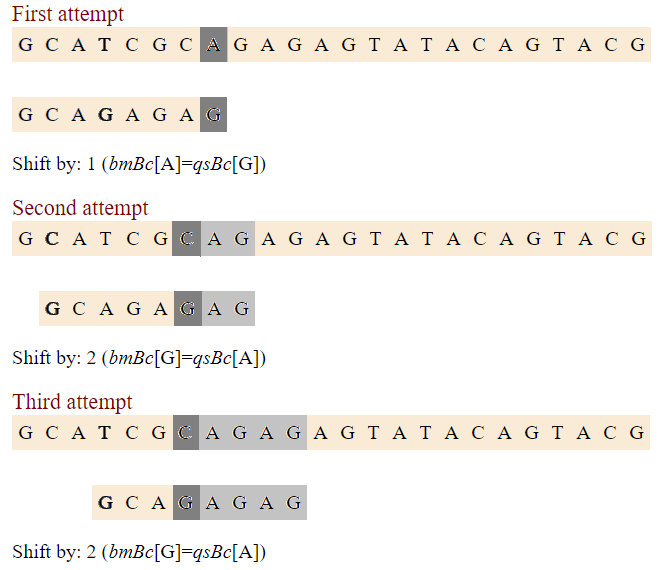 First attempt
G C A T C G C A G A G A G T A T A C A G T A C G
G C A G A G A G
Shift by: 1 (bmBc[A]=qsBc[G])
Second attempt
G C A T C G C A G A G A G T A T A C A G T A C G
G C A G A G A G
Shift by: 2 (bmBc[G]=qsBc[A])
Third attempt
G C A T C G C A G A G A G T A T A C A G T A C G
G C A G A G A G
Shift by: 2 (bmBc[G]=qsBc[A])